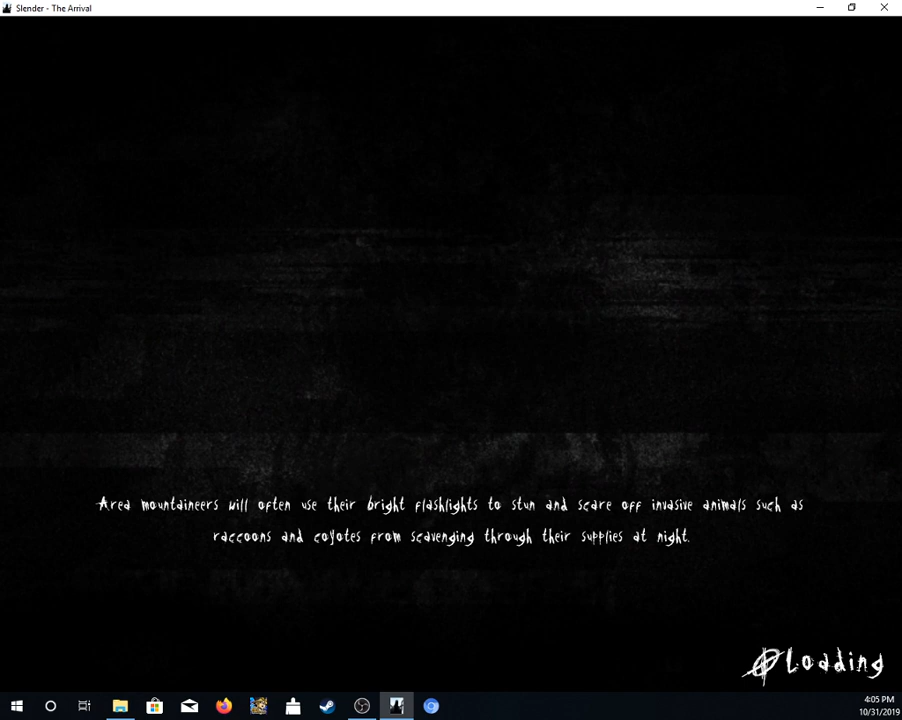 Slender - The Arrival
Area mountaineers will often use their bright flashlights to stun and scare off invasive animals such as
raccoons and coyotes from scavenging through their supplies at night.
Loading
4:05 PM
10/31/2019